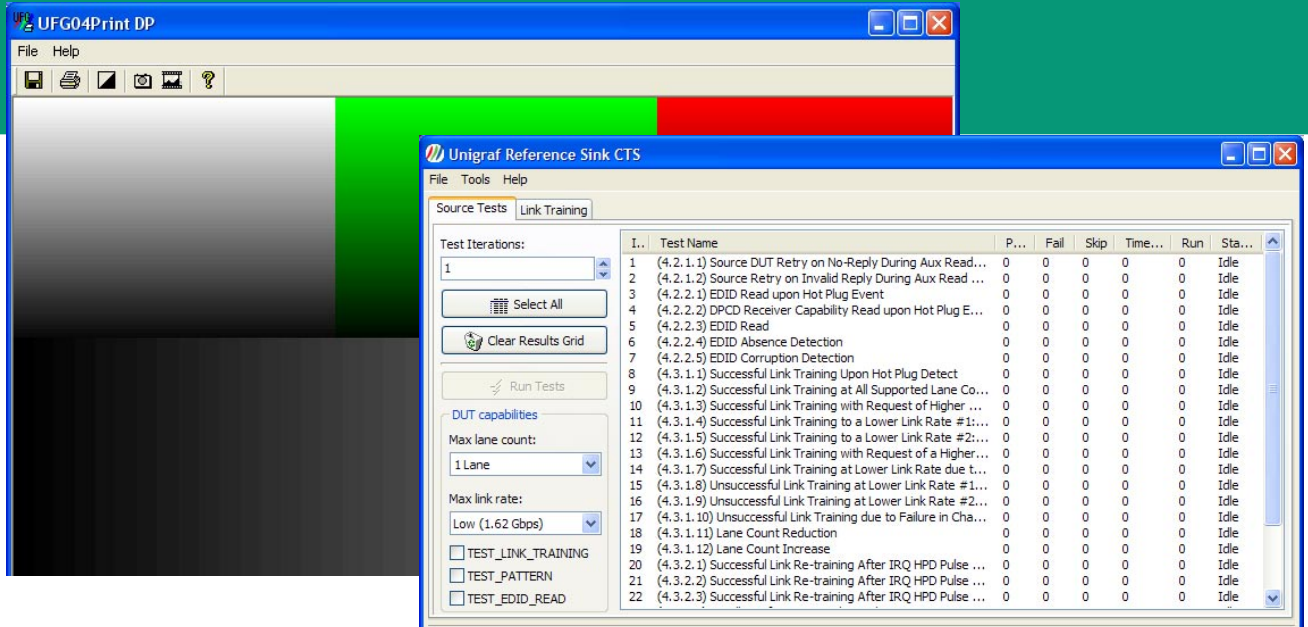 UFG04Print DP
File Help
Unigraf Reference Sink CTS
File Tools Help
Source Tests Link Training
Test Iterations:
1
Select All
Clear Results Grid
Run Tests
DUT capabilities
Max lane count:
1 Lane
Max link rate:
Low (1.62 Gbps)
TEST_LINK_TRAINING
TEST_PATTERN
TEST_EDID_READ
I.. Test Name P... Fail Skip Time... Run Sta...
1 (4.2.1.1) Source DUT Retry on No-Reply During Aux Read... 0 0 0 0 0 Idle
2 (4.2.1.2) Source Retry on Invalid Reply During Aux Read ... 0 0 0 0 0 Idle
3 (4.2.2.1) EDID Read upon Hot Plug Event 0 0 0 0 0 Idle
4 (4.2.2.2) DPCD Receiver Capability Read upon Hot Plug E... 0 0 0 0 0 Idle
5 (4.2.2.3) EDID Read 0 0 0 0 0 Idle
6 (4.2.2.4) EDID Absence Detection 0 0 0 0 0 Idle
7 (4.2.2.5) EDID Corruption Detection 0 0 0 0 0 Idle
8 (4.3.1.1) Successful Link Training Upon Hot Plug Detect 0 0 0 0 0 Idle
9 (4.3.1.2) Successful Link Training at All Supported Lane Co... 0 0 0 0 0 Idle
10 (4.3.1.3) Successful Link Training with Request of Higher ... 0 0 0 0 0 Idle
11 (4.3.1.4) Successful Link Training to a Lower Link Rate #1:... 0 0 0 0 0 Idle
12 (4.3.1.5) Successful Link Training to a Lower Link Rate #2:... 0 0 0 0 0 Idle
13 (4.3.1.6) Successful Link Training with Request of a Higher... 0 0 0 0 0 Idle
14 (4.3.1.7) Successful Link Training at Lower Link Rate due t... 0 0 0 0 0 Idle
15 (4.3.1.8) Unsuccessful Link Training at Lower Link Rate #1... 0 0 0 0 0 Idle
16 (4.3.1.9) Unsuccessful Link Training at Lower Link Rate #2... 0 0 0 0 0 Idle
17 (4.3.1.10) Unsuccessful Link Training due to Failure in Cha... 0 0 0 0 0 Idle
18 (4.3.1.11) Lane Count Reduction 0 0 0 0 0 Idle
19 (4.3.1.12) Lane Count Increase 0 0 0 0 0 Idle
20 (4.3.2.1) Successful Link Re-training After IRQ HPD Pulse ... 0 0 0 0 0 Idle
21 (4.3.2.2) Successful Link Re-training After IRQ HPD Pulse ... 0 0 0 0 0 Idle
22 (4.3.2.3) Successful Link Re-training After IRQ HPD Pulse ... 0 0 0 0 0 Idle